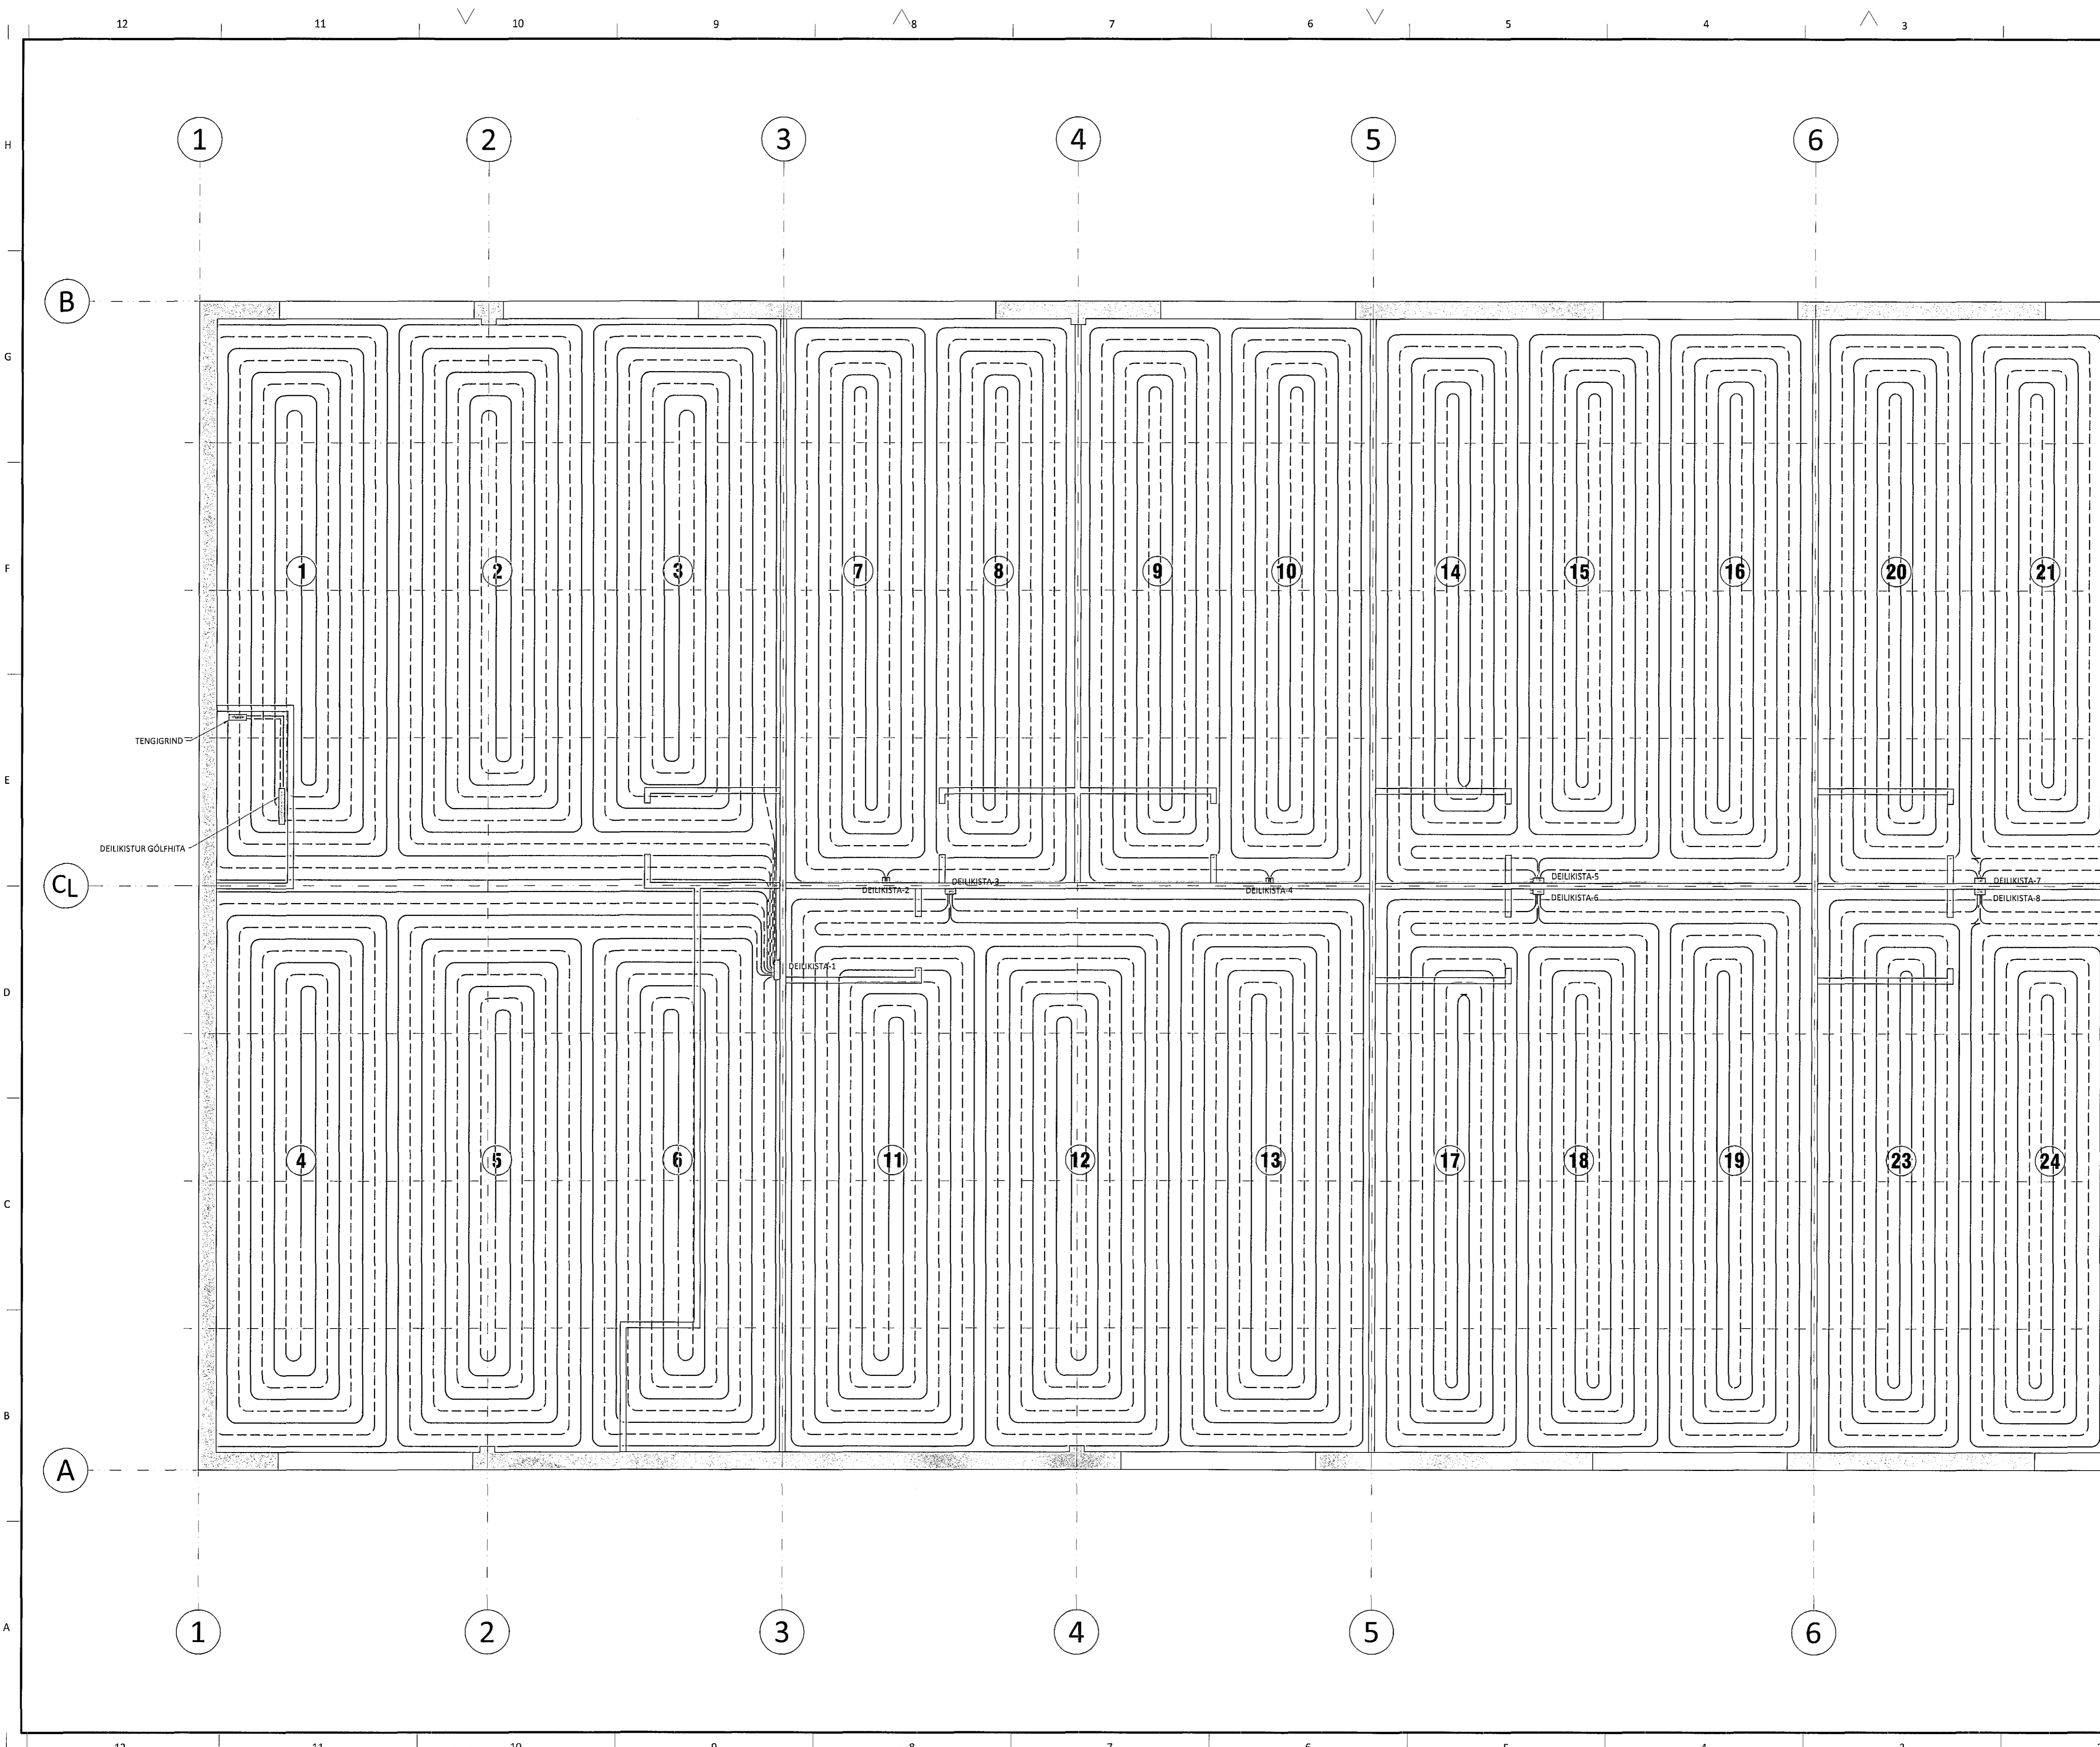 12 11 10 9 8 7 6 5 4 3
H
1 2 3 4 5 6
B
G
1 2 3 7 8 9 10 14 15 16 20 21
F
TENGIGRIND
E
DEILIKISTUR GÓLFHITA
DEILIKISTA-5
DEILIKISTA-7
DEILIKISTA-3
CL
DEILIKISTA-2
DEILIKISTA-4
DEILIKISTA-6
DEILIKISTA-8
DEILIKISTA-1
D
4 5 6 11 12 13 17 18 19 23 24
C
B
A
A
1 2 3 4 5 6
12 11 10 9 8 7 6 5 4 3